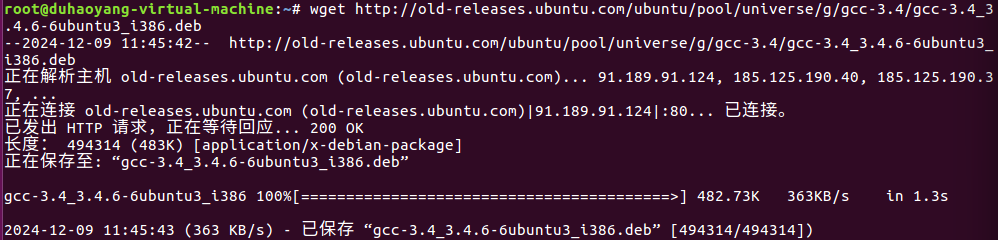 root@duhaoyang-virtual-machine:~# wget http://old-releases.ubuntu.com/ubuntu/pool/universe/g/gcc-3.4/gcc-3.4_3
.4.6-6ubuntu3_i386.deb
--2024-12-09 11:45:42--  http://old-releases.ubuntu.com/ubuntu/pool/universe/g/gcc-3.4/gcc-3.4_3.4.6-6ubuntu3_
i386.deb
正在解析主机 old-releases.ubuntu.com (old-releases.ubuntu.com)... 91.189.91.124, 185.125.190.40, 185.125.190.3
7, ...
正在连接 old-releases.ubuntu.com (old-releases.ubuntu.com)|91.189.91.124|:80... 已连接。
已发出 HTTP 请求，正在等待回应... 200 OK
长度： 494314 (483K) [application/x-debian-package]
正在保存至: “gcc-3.4_3.4.6-6ubuntu3_i386.deb”
gcc-3.4_3.4.6-6ubuntu3_i386 100%[=========================================>] 482.73K   363KB/s    in 1.3s
2024-12-09 11:45:43 (363 KB/s) - 已保存 “gcc-3.4_3.4.6-6ubuntu3_i386.deb” [494314/494314])